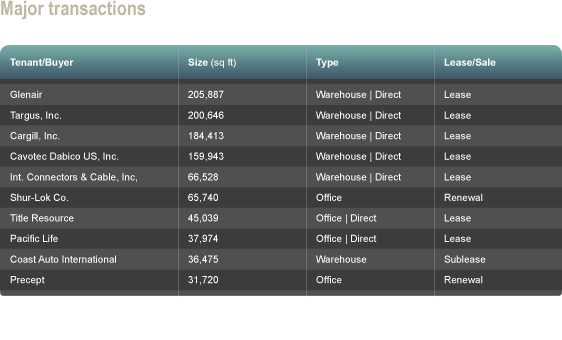 Major transactions
Tenant/Buyer Size (sq ft) Type Lease/Sale
Glenair 205,887 Warehouse | Direct Lease
Targus, Inc. 200,646 Warehouse | Direct Lease
Cargill, Inc. 184,413 Warehouse | Direct Lease
Cavotec Dabico US, Inc. 159,943 Warehouse | Direct Lease
Int. Connectors & Cable, Inc, 66,528 Warehouse | Direct Lease
Shur-Lok Co. 65,740 Office Renewal
Title Resource 45,039 Office | Direct Lease
Pacific Life 37,974 Office | Direct Lease
Coast Auto International 36,475 Warehouse Sublease
Precept 31,720 Office Renewal